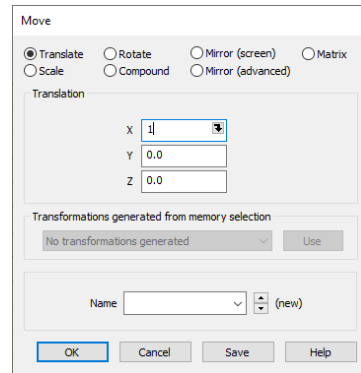 Move
Translate Rotate Mirror (screen) Matrix
Scale Compound Mirror (advanced)
Translation
X 1
Y 0.0
Z 0.0
Transformations generated from memory selection
No transformations generated Use
Name (new)
OK Cancel Save Help